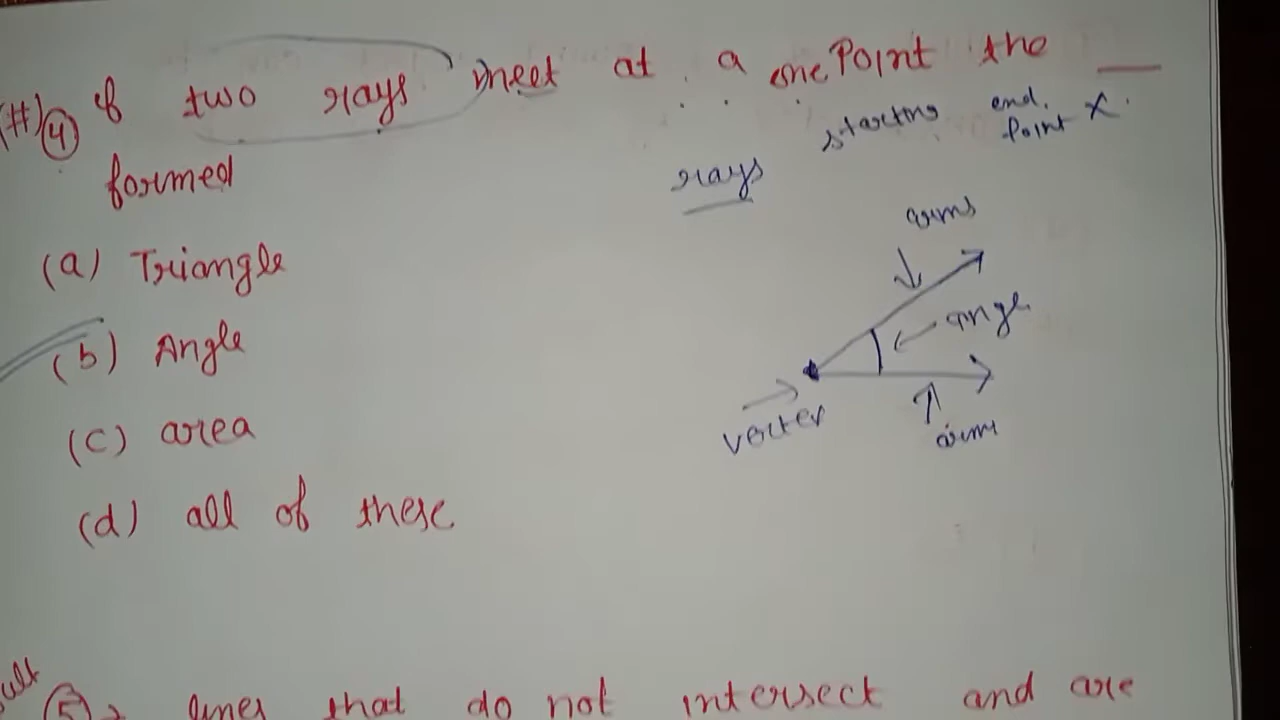 (#) 4 If two rays meet at a one Point the ___
starting end.
Point X.
formed
rays
arms
(a) Triangle
(b) Angle
angle
(c) area
vertex
arms
(d) all of these
5 lines that do not intersect and are